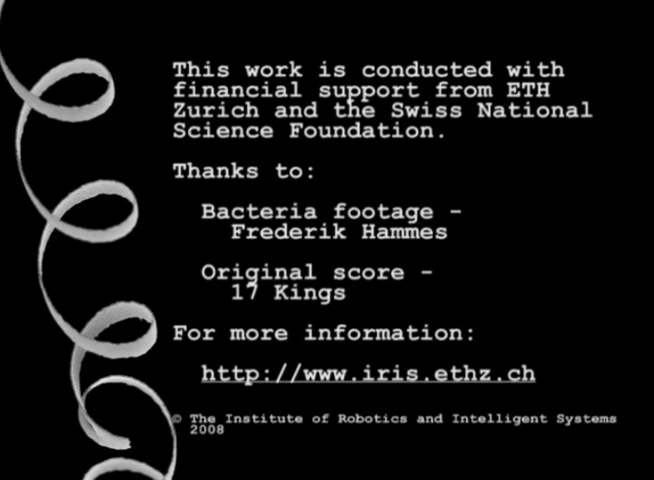 This work is conducted with
financial support from ETH
Zurich and the Swiss National
Science Foundation.
Thanks to:
Bacteria footage -
Frederik Hammes
Original score -
17 Kings
For more information:
http://www.iris.ethz.ch
© The Institute of Robotics and Intelligent Systems
2008